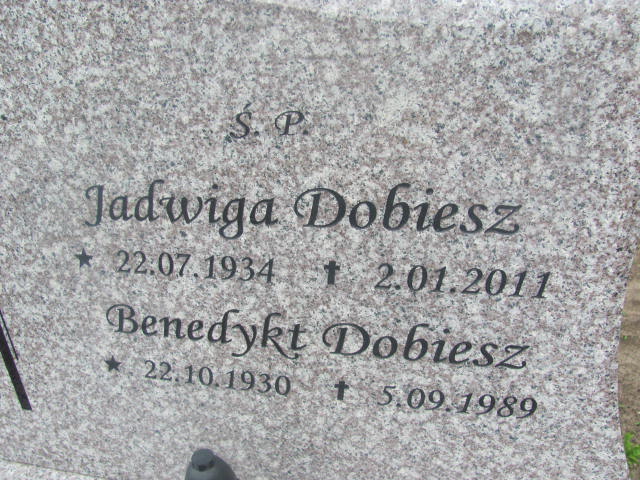 Ś. P.
Jadwiga Dobiesz
★ 22.07.1934 ✝ 2.01.2011
Benedykt Dobiesz
★ 22.10.1930 ✝ 5.09.1989